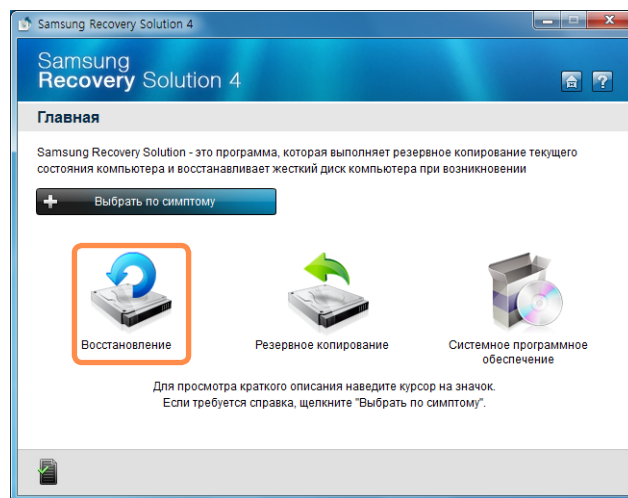 Samsung Recovery Solution 4
Samsung
Recovery Solution 4
Главная
Samsung Recovery Solution - это программа, которая выполняет резервное копирование текущего
состояния компьютера и восстанавливает жесткий диск компьютера при возникновении
Выбрать по симптому
Восстановление
Резервное копирование
Системное программное
обеспечение
Для просмотра краткого описания наведите курсор на значок.
Если требуется справка, щелкните "Выбрать по симптому".